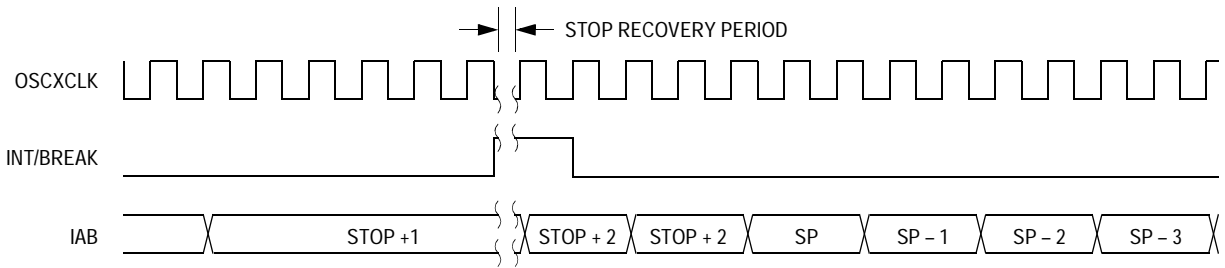 STOP RECOVERY PERIOD
OSCXCLK
INT/BREAK
IAB STOP +1 STOP + 2 STOP + 2 SP SP – 1 SP – 2 SP – 3